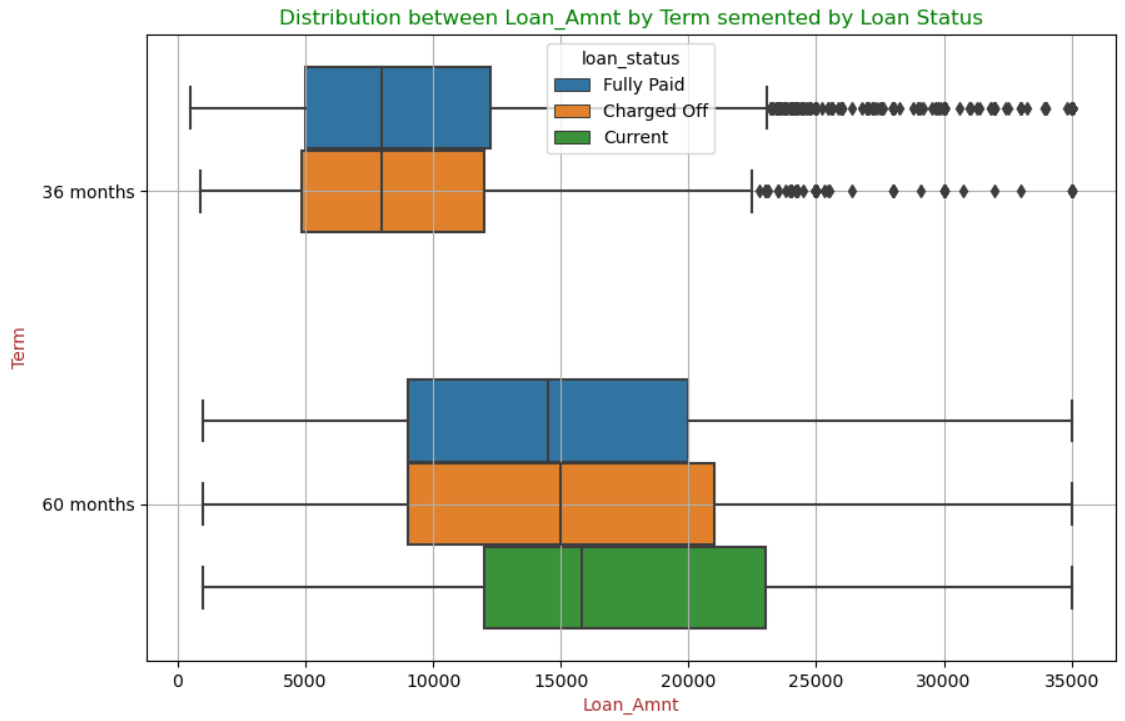 Distribution between Loan_Amnt by Term semented by Loan Status
loan_status
Fully Paid
Charged Off
Current
36 months
Term
60 months
0 5000 10000 15000 20000 25000 30000 35000
Loan_Amnt